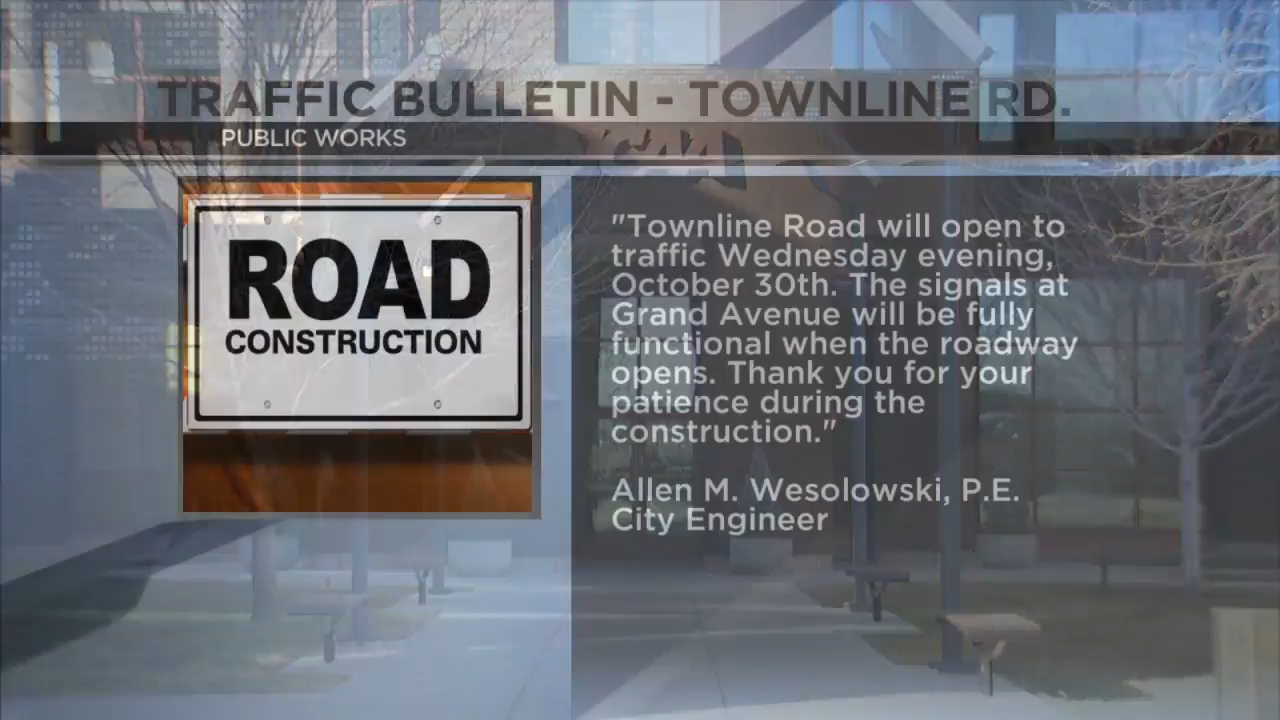 TRAFFIC BULLETIN - TOWNLINE RD.
PUBLIC WORKS
ROAD
CONSTRUCTION
"Townline Road will open to
traffic Wednesday evening,
October 30th. The signals at
Grand Avenue will be fully
functional when the roadway
opens. Thank you for your
patience during the
construction."
Allen M. Wesolowski, P.E.
City Engineer